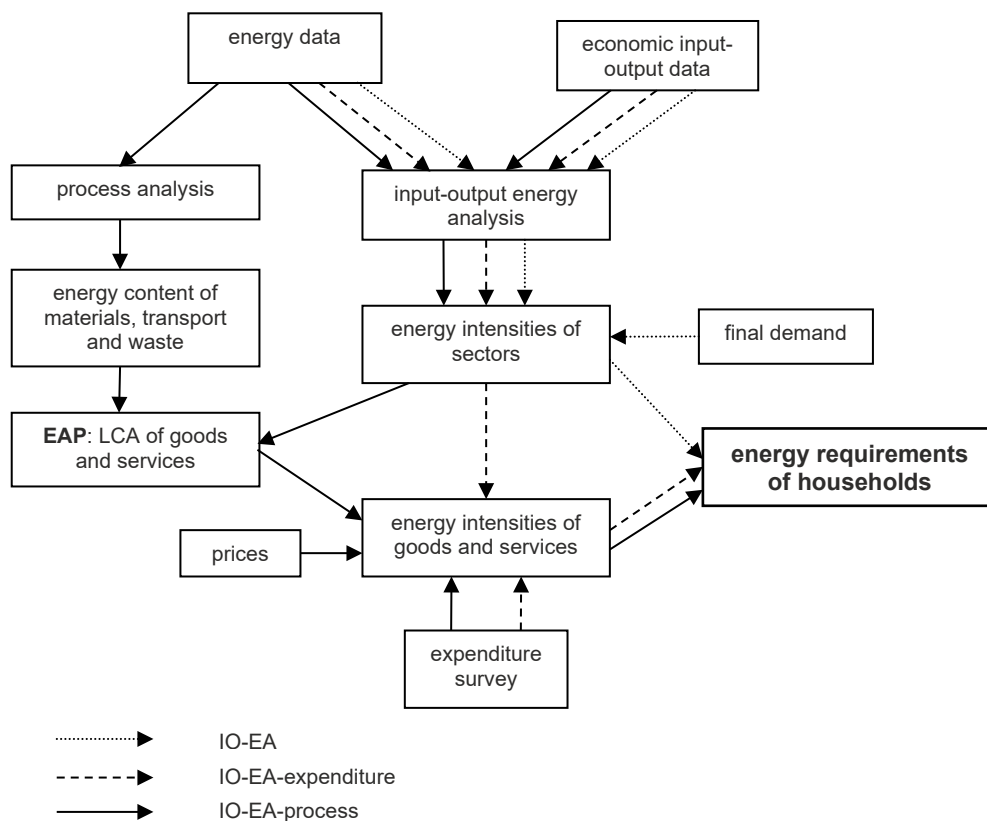 energy data
economic input-
output data
process analysis
input-output energy
analysis
energy content of
materials, transport
and waste
energy intensities of
sectors
final demand
EAP: LCA of goods
and services
energy requirements
of households
energy intensities of
goods and services
prices
expenditure
survey
IO-EA
IO-EA-expenditure
IO-EA-process